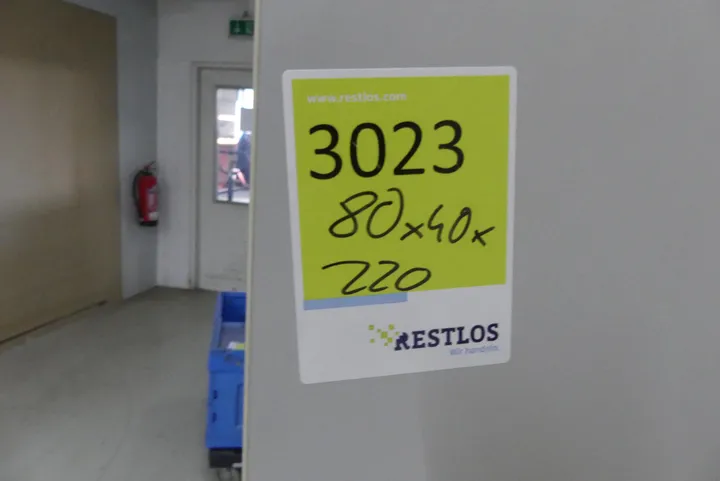 www.restlos.com
3023
80x40x
220
RESTLOS
Wir handeln.